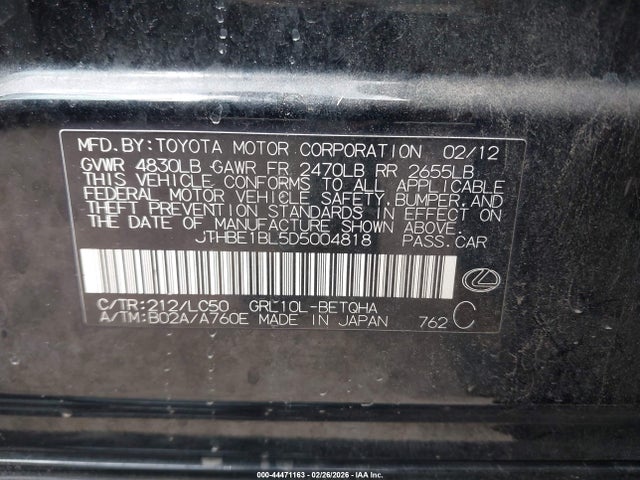 MFD.BY:TOYOTA MOTOR CORPORATION 02/12
GVWR 4830LB GAWR FR 2470LB RR 2655LB
THIS VEHICLE CONFORMS TO ALL APPLICABLE
FEDERAL MOTOR VEHICLE SAFETY,BUMPER,AND
THEFT PREVENTION STANDARDS IN EFFECT ON
THE DATE OF MANUFACTURE SHOWN ABOVE.
JTHBE1BL5D5004818 PASS.CAR
C/TR:212/LC50 GRL10L-BETQHA
A/TM:B02A/A760E MADE IN JAPAN 762 C
000-44471163 - 02/26/2026 - IAA Inc.